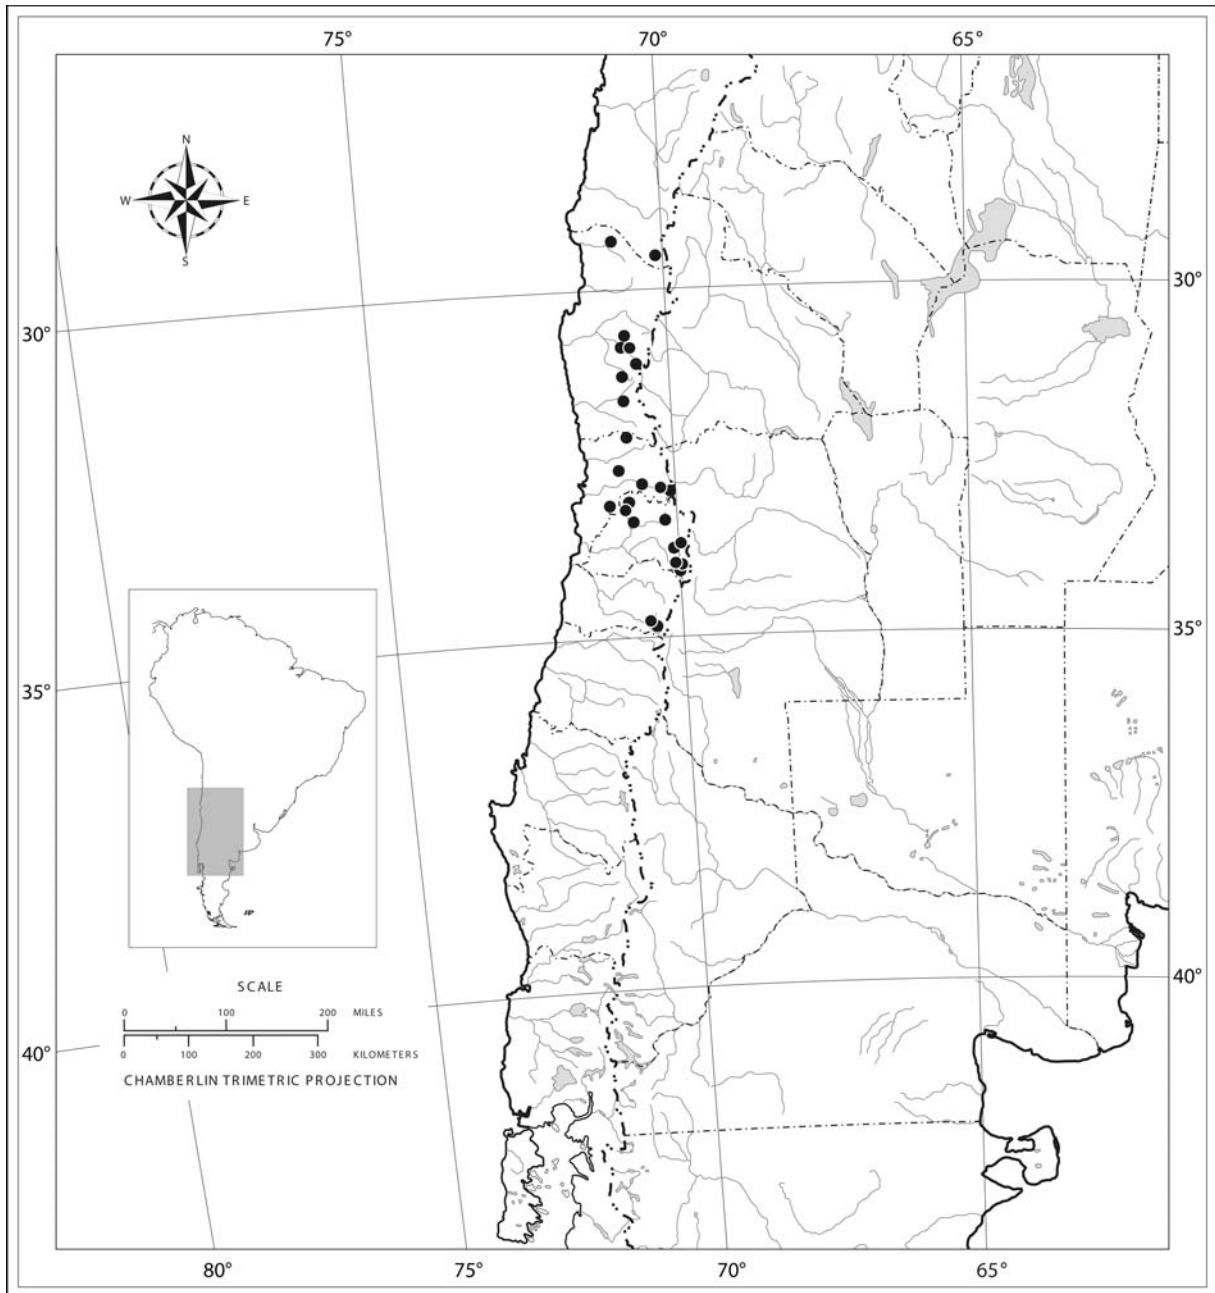 75° 70° 65°
N
W E
S
30°
30°
35°
35°
40°
SCALE
0 100 200 MILES
0 100 200 300 KILOMETERS
40°
CHAMBERLIN TRIMETRIC PROJECTION
80° 75° 70° 65°